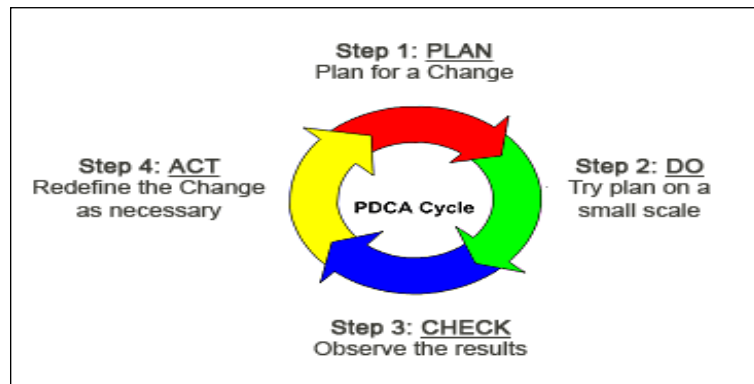 Step 1: PLAN
Plan for a Change
Step 2: DO
Try plan on a
small scale
Step 3: CHECK
Observe the results
Step 4: ACT
Redefine the Change
as necessary
PDCA Cycle